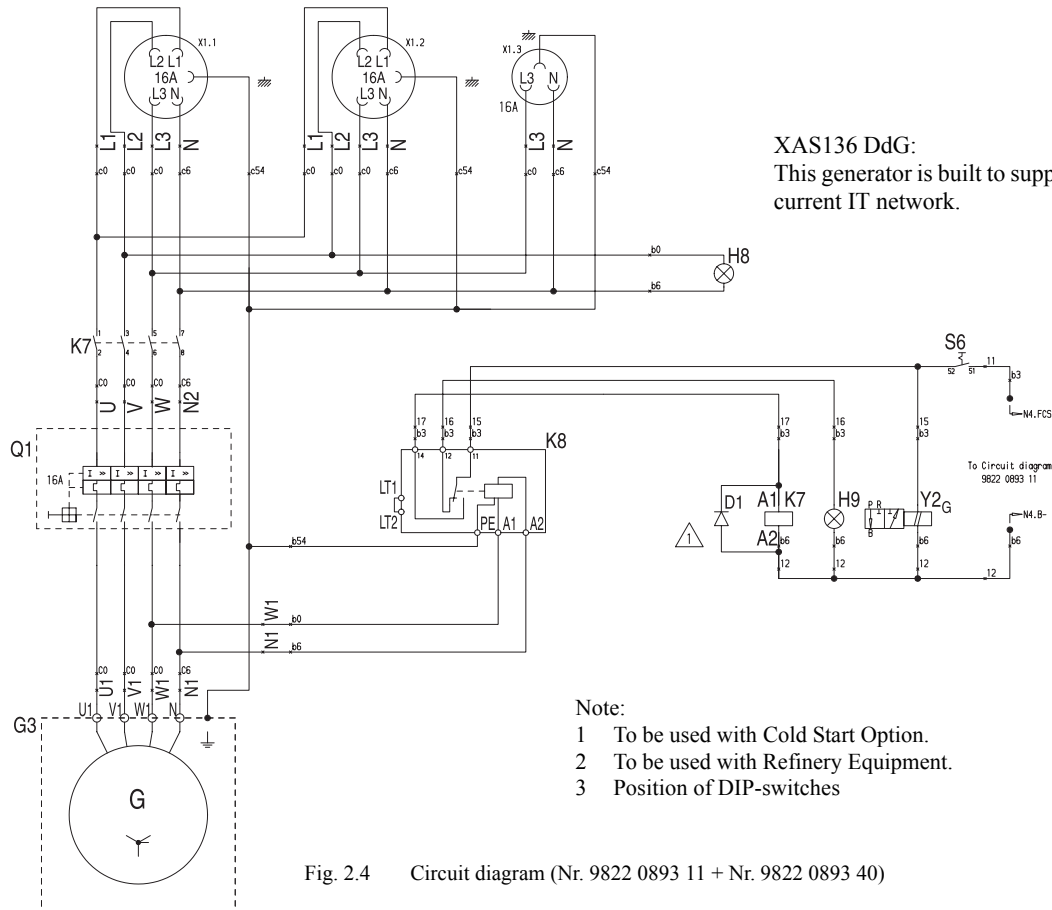 X1.1
X1.2
X1.3
L2 L1
16A
L3 N
L2 L1
16A
L3 N
L3 N
16A
L1 L2 L3 N
L1 L2 L3 N
L3 N
c0 c0 c0 c6 c54
c0 c0 c0 c6 c54
c0 c6 c54
XAS136 DdG:
This generator is built to supp
current IT network.
b0
H8
b6
K7
1 3 5 7
2 4 6 8
C0 C0 C0 C6
U V W N2
Q1
I >> I >> I >> I >>
16A
S6
52 51
11
b3
N4.FCS
17 16 15
b3 b3 b3
K8
14 12 11
LT1
LT2
PE A1 A2
17 16 15
b3 b3 b3
To Circuit diagram
9822 0893 11
D1
A1 K7
A2
H9
P R
B
Y2 G
N4.B-
1
b6 b6 b6 b6
12 12 12 12
b54
W1 b0
N1 b6
C0 C0 C0 C6
U1 V1 W1 N1
U1 V1 W1 N
G3
G
Note:
1 To be used with Cold Start Option.
2 To be used with Refinery Equipment.
3 Position of DIP-switches
Fig. 2.4 Circuit diagram (Nr. 9822 0893 11 + Nr. 9822 0893 40)